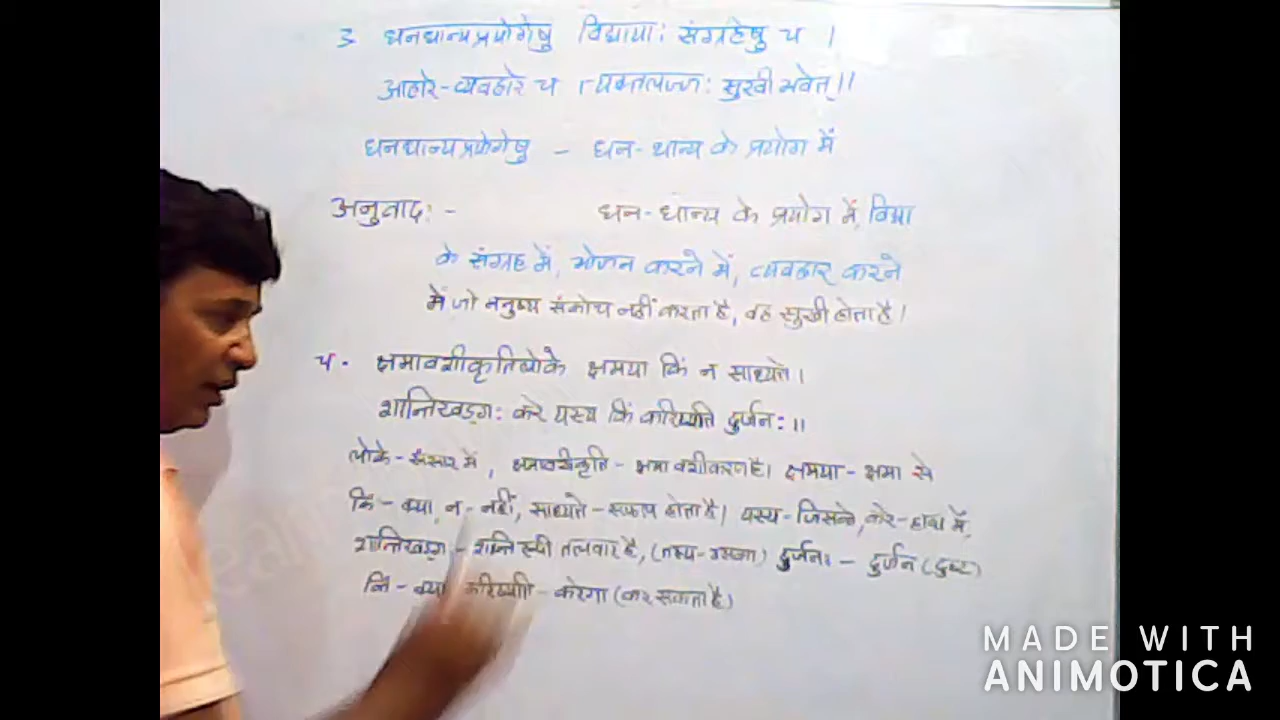 3 धनधान्यप्रयोगेषु विद्यायाः संग्रहेषु च ।
आहारे-व्यवहारे च । त्यक्तलज्जः सुखी भवेत् ।।
धनधान्यप्रयोगेषु – धन-धान्य के प्रयोग में
अनुवादः- धन-धान्य के प्रयोग में, विद्या
के संग्रह में, भोजन करने में, व्यवहार करने
में जो मनुष्य संकोच नहीं करता है, वह सुखी होता है।
४. क्षमावशीकृतिलोके क्षमया किं न साध्यते।
शान्तिखड्गः करे यस्य किं करिष्यति दुर्जनः।।
लोके-संसार में, क्षमावशीकृति-क्षमा वशीकरण है। क्षमया-क्षमा से
किं-क्या, न-नहीं, साध्यते-सफल होता है। यस्य-जिसके, करे-हाथ में,
शान्तिखड्ग-शान्ति रूपी तलवार है, (तस्य-उसका) दुर्जनः – दुर्जन (दुष्ट)
किं-क्या करिष्यति-करेगा (कर सकता है)
MADE WITH
ANIMOTICA